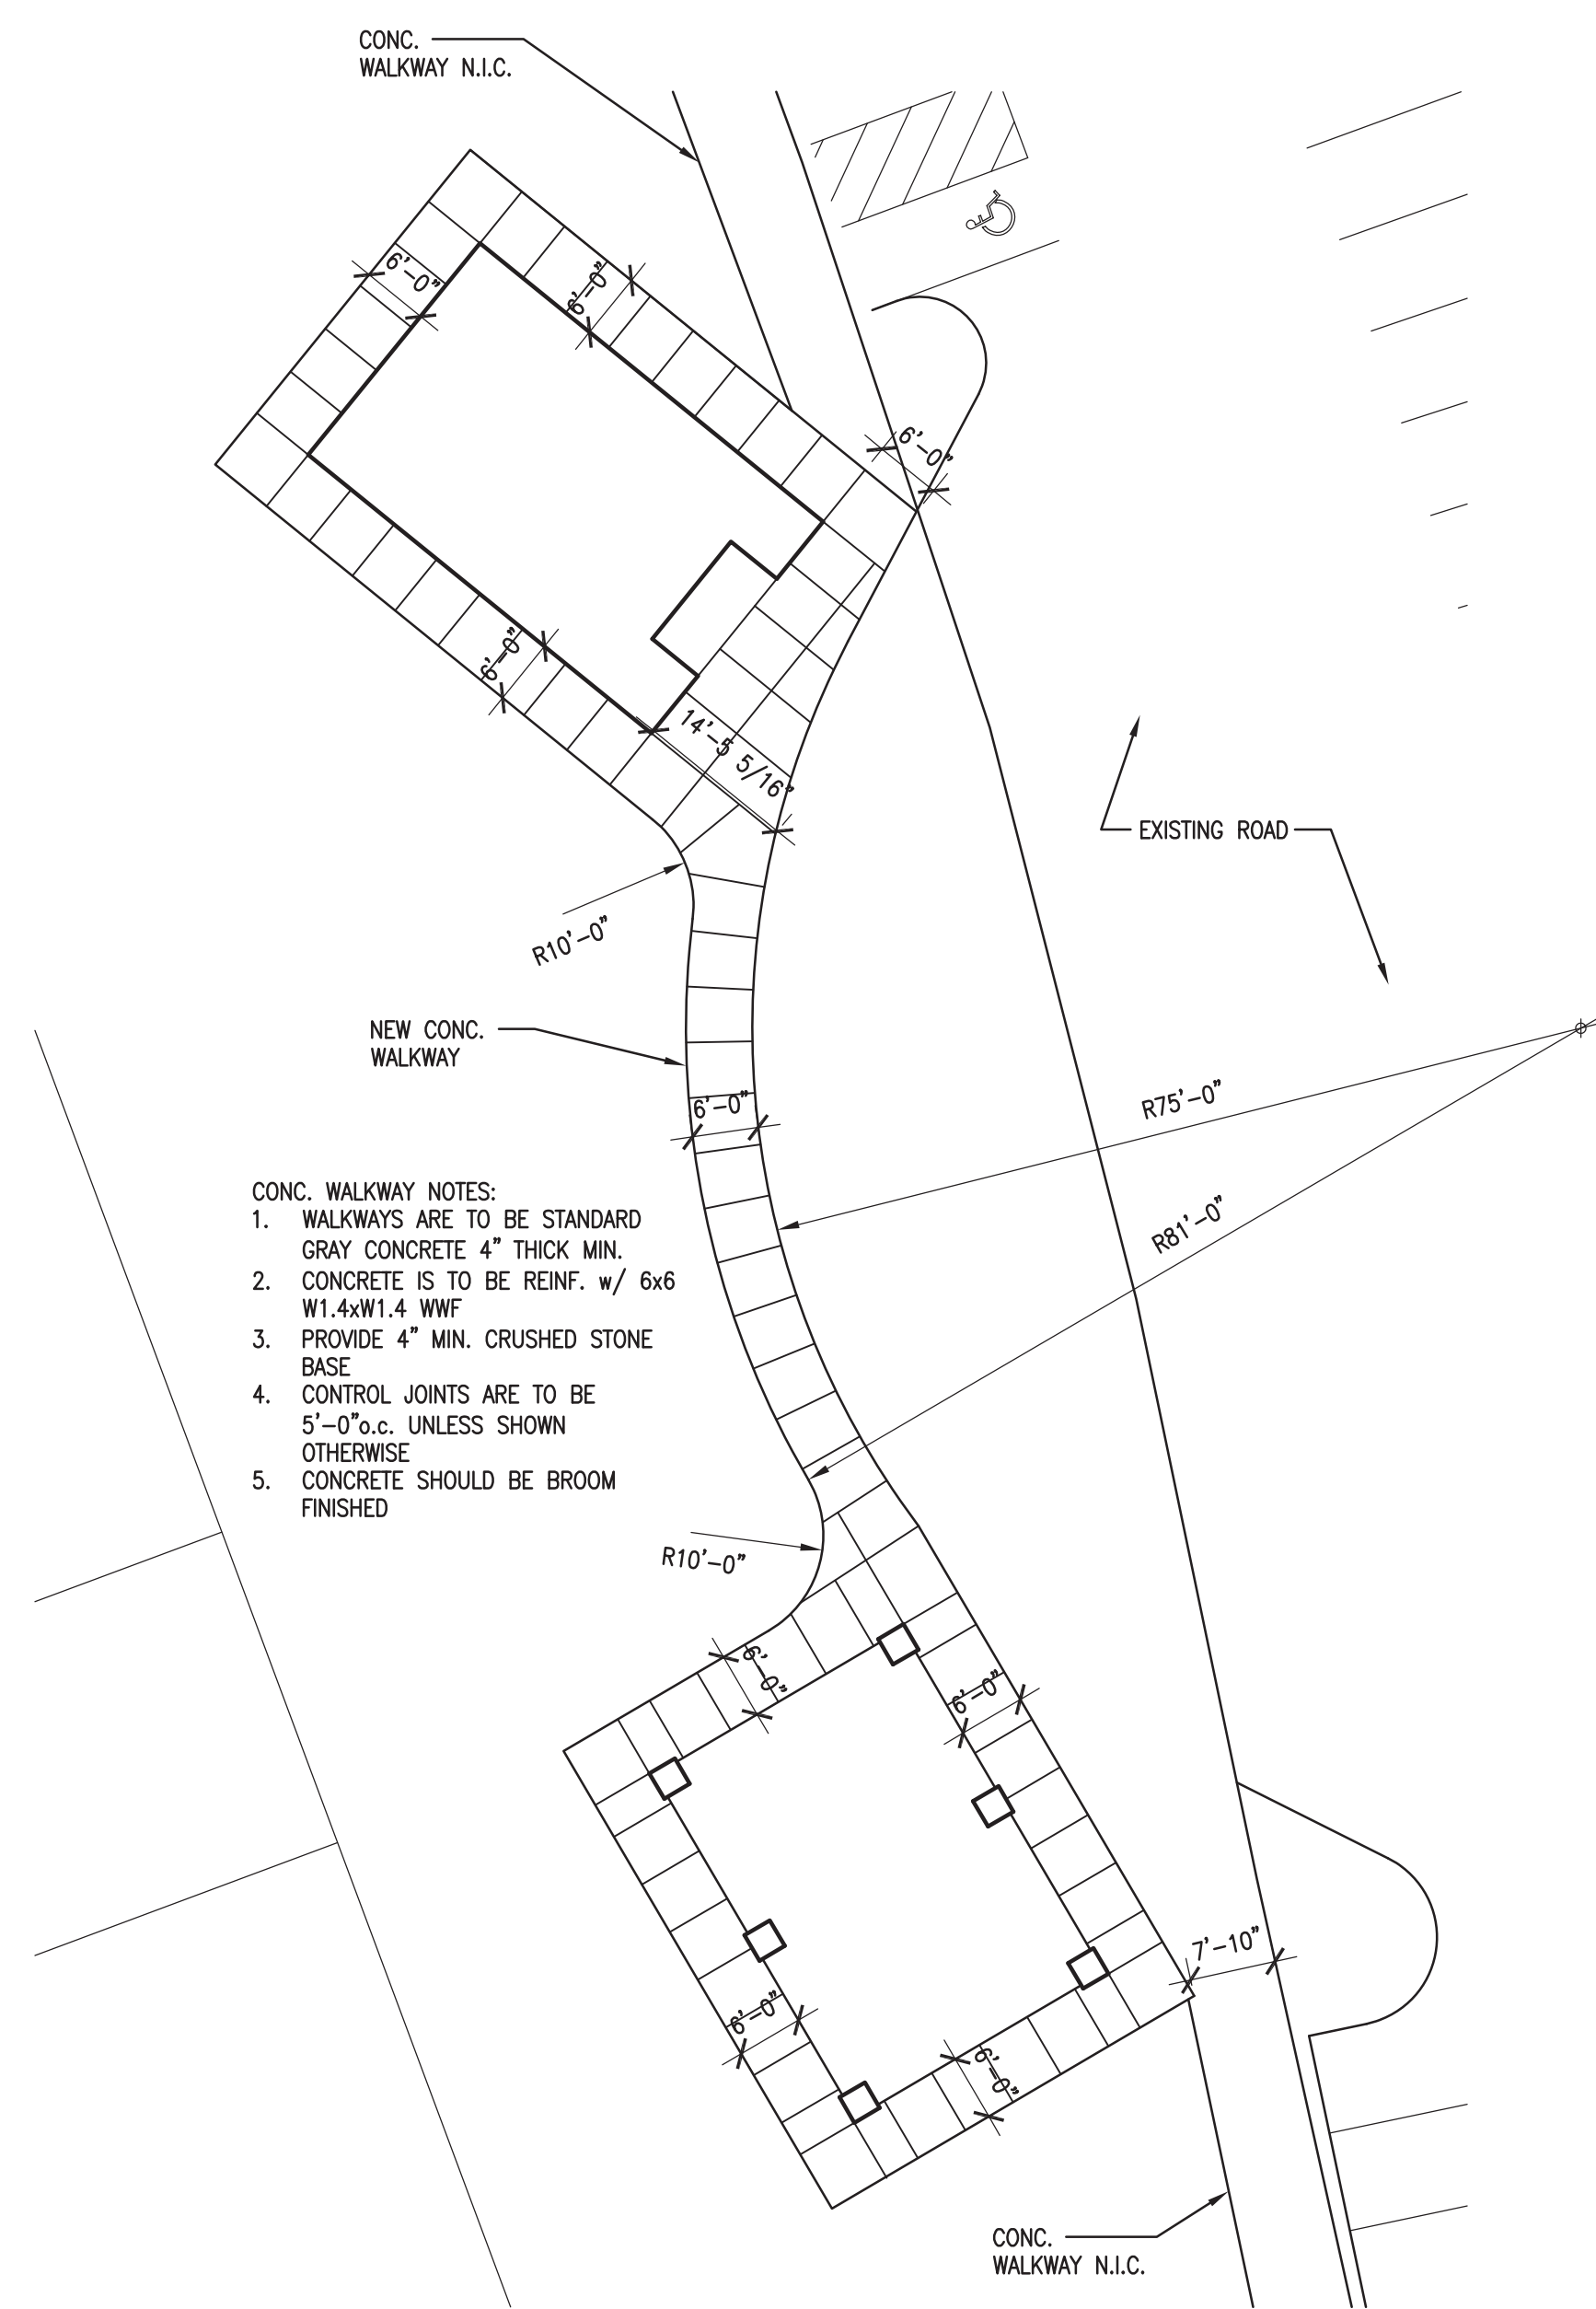 CONC.
WALKWAY N.I.C.
6'-0"
6'-0"
6'-0"
6'-0"
14'-5 5/16"
EXISTING ROAD
R10'-0"
NEW CONC.
WALKWAY
R75'-0"
6'-0"
R81'-0"
CONC. WALKWAY NOTES:
1. WALKWAYS ARE TO BE STANDARD
GRAY CONCRETE 4" THICK MIN.
2. CONCRETE IS TO BE REINF. w/ 6x6
W1.4xW1.4 WWF
3. PROVIDE 4" MIN. CRUSHED STONE
BASE
4. CONTROL JOINTS ARE TO BE
5'-0"o.c. UNLESS SHOWN
OTHERWISE
5. CONCRETE SHOULD BE BROOM
FINISHED
R10'-0"
6'-0"
6'-0"
7'-10"
6'-0"
6'-0"
CONC.
WALKWAY N.I.C.